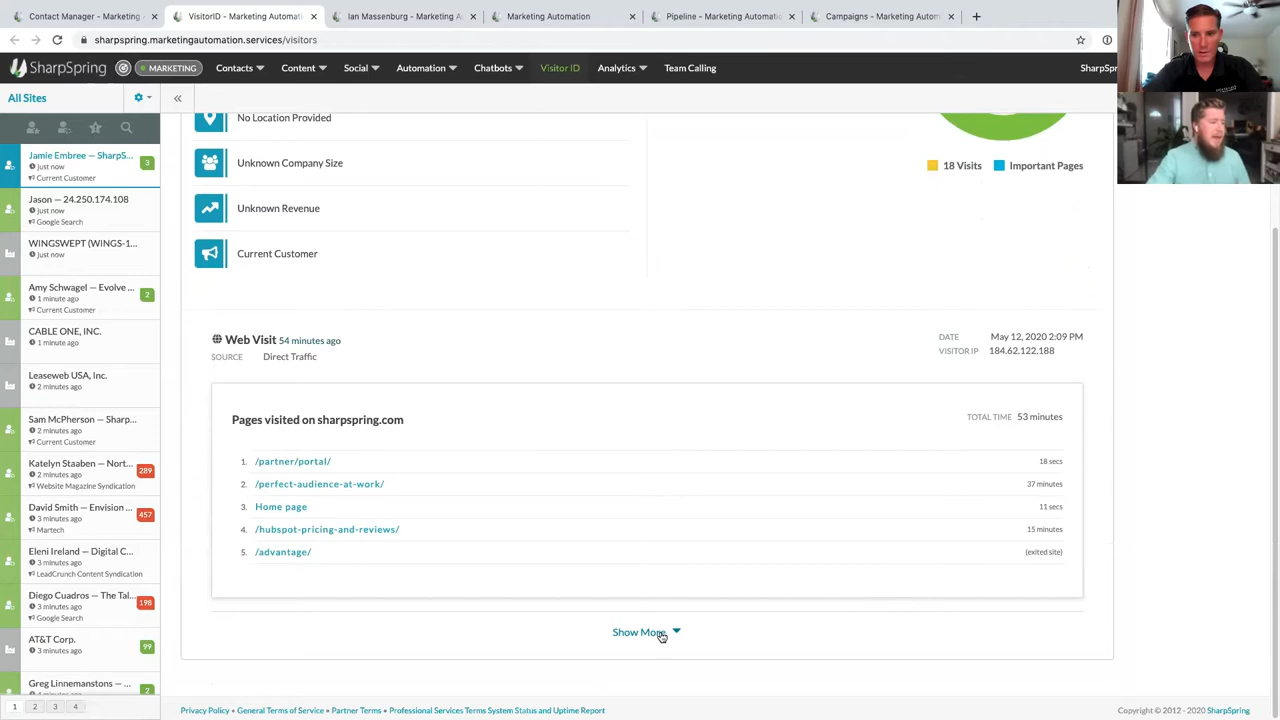 Contact Manager - Marketing A
VisitorID - Marketing Automation
Ian Massenburg - Marketing A
Marketing Automation
Pipeline - Marketing Automation
Campaigns - Marketing Autom
sharpspring.marketingautomation.services/visitors
SharpSpring
MARKETING
Contacts
Content
Social
Automation
Chatbots
Visitor ID
Analytics
Team Calling
SharpSp
All Sites
Jamie Embree — SharpS...
3
just now
Current Customer
Jason — 24.250.174.108
just now
Google Search
WINGSWEPT (WINGS-1...
just now
Amy Schwagel — Evolve ...
2
1 minute ago
Current Customer
CABLE ONE, INC.
1 minute ago
Leaseweb USA, Inc.
2 minutes ago
Sam McPherson — Sharp...
2 minutes ago
Current Customer
Katelyn Staaben — Nort...
289
2 minutes ago
Website Magazine Syndication
David Smith — Envision ...
457
3 minutes ago
Martech
Eleni Ireland — Digital C...
3 minutes ago
LeadCrunch Content Syndication
Diego Cuadros — The Tal...
198
3 minutes ago
Google Search
AT&T Corp.
99
3 minutes ago
Greg Linnemanstons — ...
2
1 2 3 4
No Location Provided
Unknown Company Size
Unknown Revenue
Current Customer
18 Visits
Important Pages
Web Visit 54 minutes ago
SOURCE Direct Traffic
DATE May 12, 2020 2:09 PM
VISITOR IP 184.62.122.188
Pages visited on sharpspring.com
TOTAL TIME 53 minutes
1. /partner/portal/ 18 secs
2. /perfect-audience-at-work/ 37 minutes
3. Home page 11 secs
4. /hubspot-pricing-and-reviews/ 15 minutes
5. /advantage/ (exited site)
Show More
Privacy Policy • General Terms of Service • Partner Terms • Professional Services Terms System Status and Uptime Report
Copyright © 2012 - 2020 SharpSpring